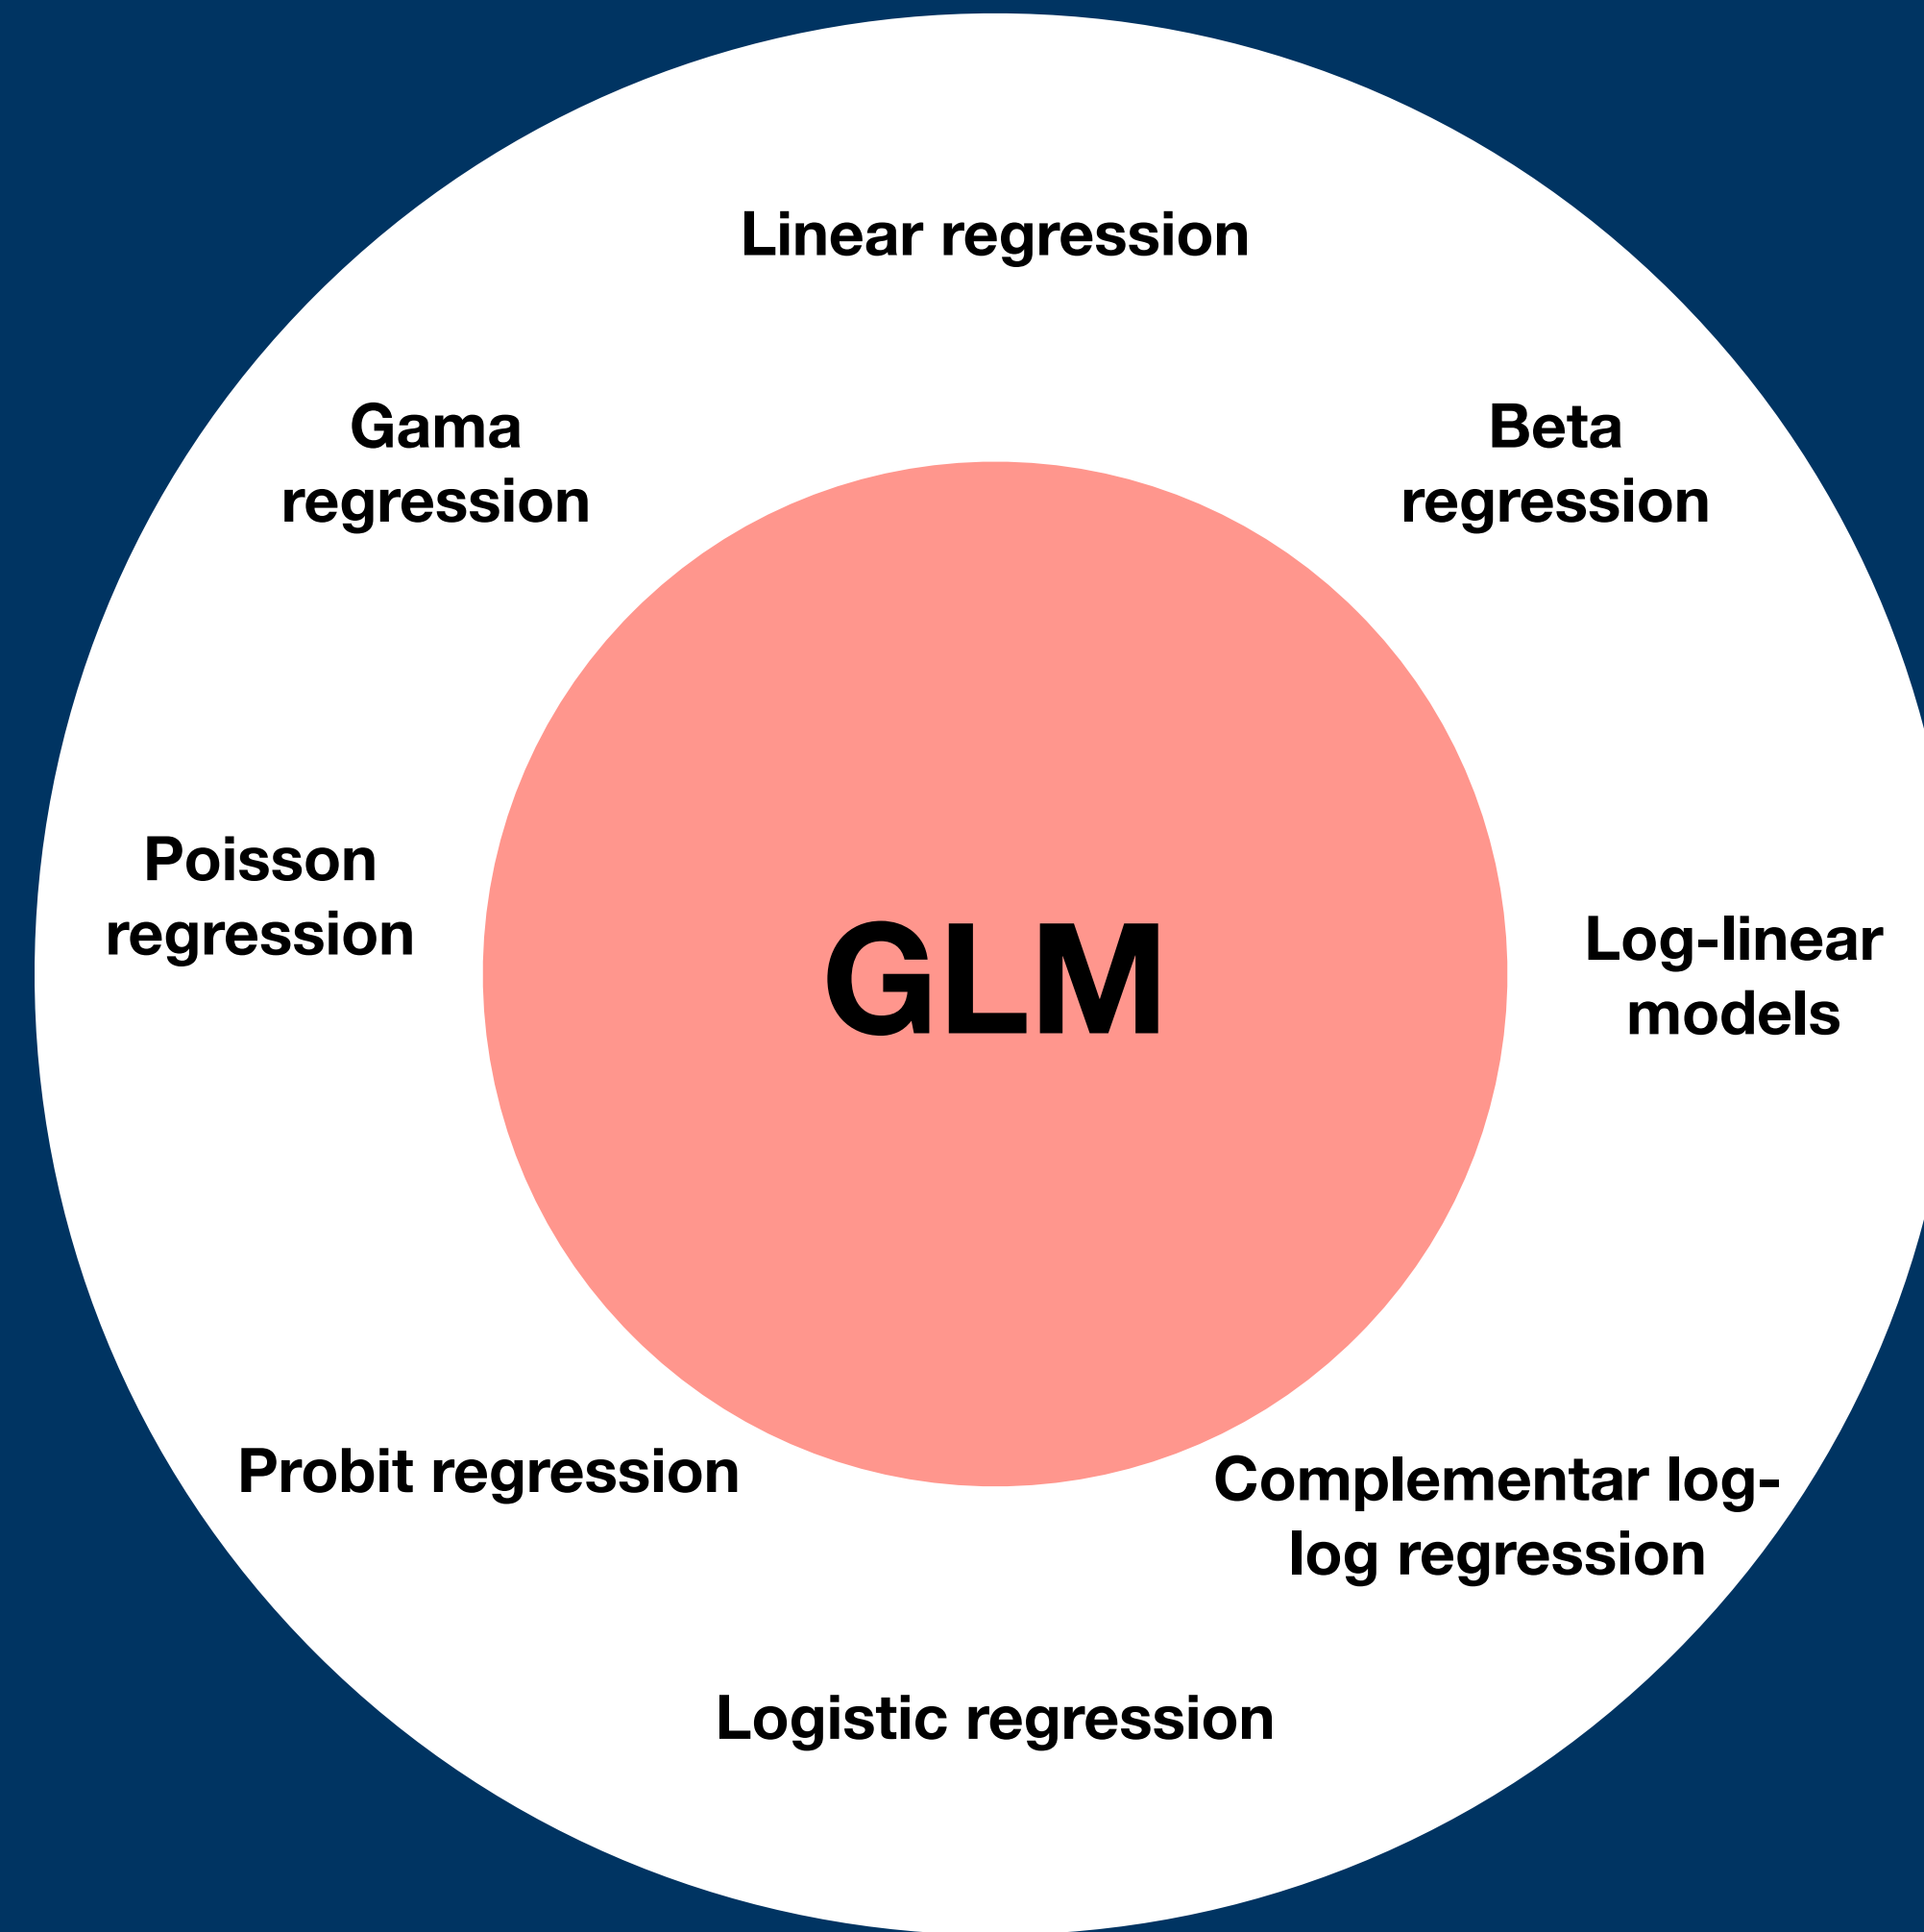 Linear regression
Gama
regression
Beta
regression
Poisson
regression
GLM
Log-linear
models
Probit regression
Complementar log-
log regression
Logistic regression